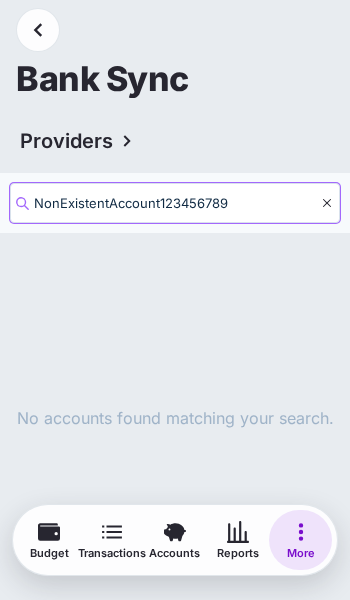 Bank Sync
Providers
NonExistentAccount123456789
No accounts found matching your search.
Budget
Transactions
Accounts
Reports
More